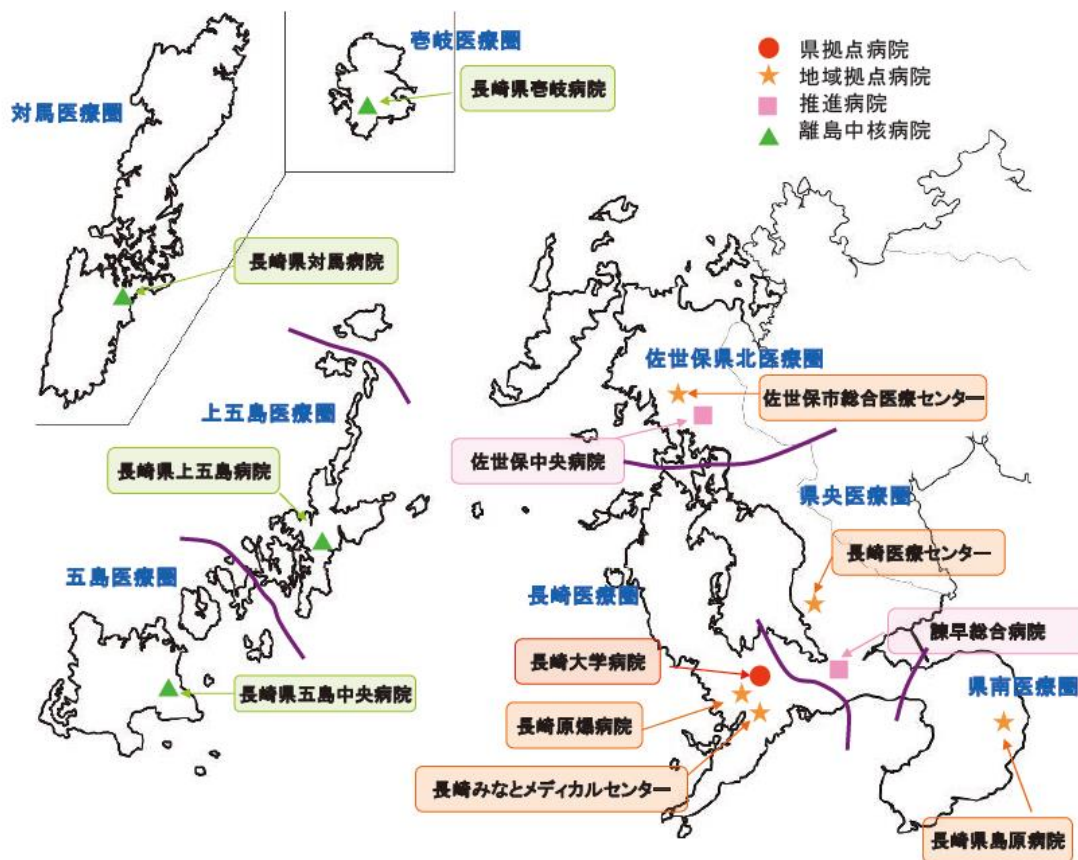 壱岐医療圏
長崎県壱岐病院
対馬医療圏
長崎県対馬病院
県拠点病院
地域拠点病院
推進病院
離島中核病院
上五島医療圏
長崎県上五島病院
五島医療圏
長崎県五島中央病院
佐世保県北医療圏
佐世保市総合医療センター
佐世保中央病院
県央医療圏
長崎医療センター
長崎医療圏
諫早総合病院
長崎大学病院
県南医療圏
長崎原爆病院
長崎みなとメディカルセンター
長崎県島原病院